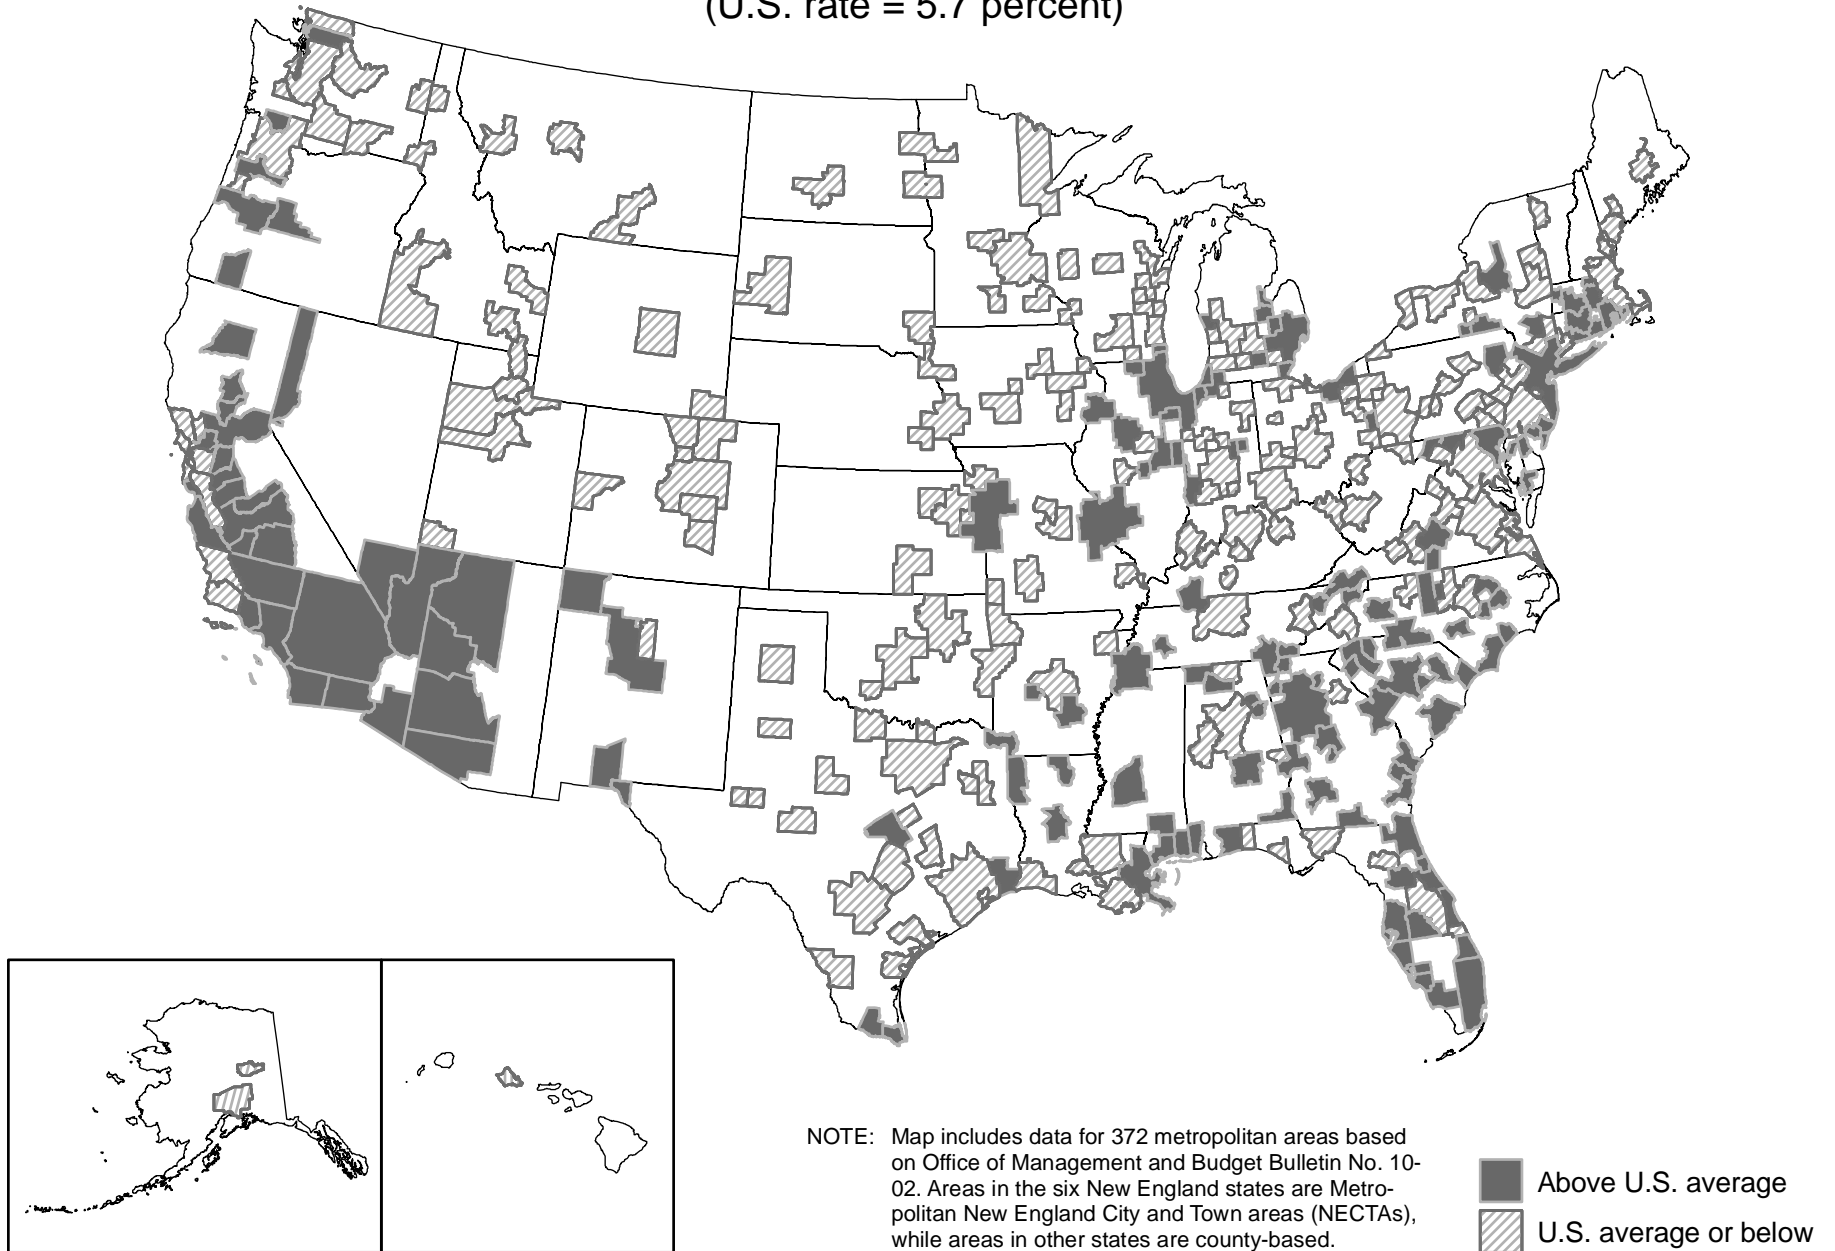 (U.S. rate = 5.7 percent)
NOTE: Map includes data for 372 metropolitan areas based
on Office of Management and Budget Bulletin No. 10-
02. Areas in the six New England states are Metro-
politan New England City and Town areas (NECTAs),
while areas in other states are county-based.
Above U.S. average
U.S. average or below